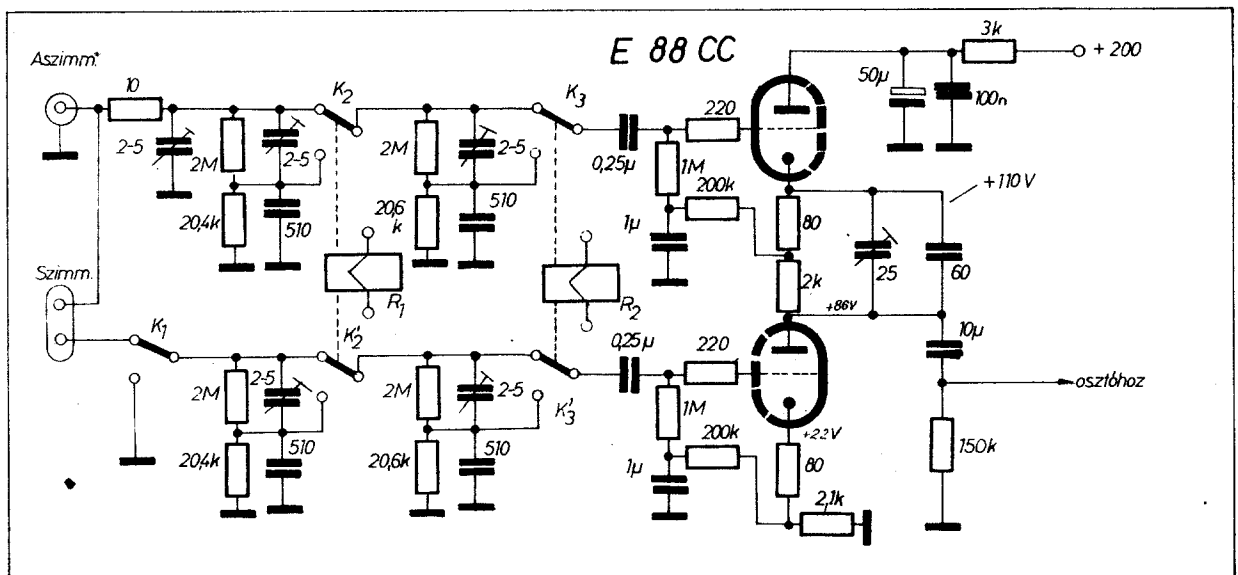 E 88 CC
Aszimm.
10
2-5
2M
2-5
20,4k
510
K₂
2M
2-5
20,6
k
510
K₃
0,25µ
220
1M
200k
1µ
3k
+ 200
50µ
100n
+110 V
80
2k
25
60
+86V
R₁
R₂
Szimm.
K₁
2M
2-5
20,4k
510
K'₂
2M
2-5
20,6k
510
K'₃
0,25µ
220
1M
200k
1µ
+22V
80
2,1k
10µ
osztóhoz
150k